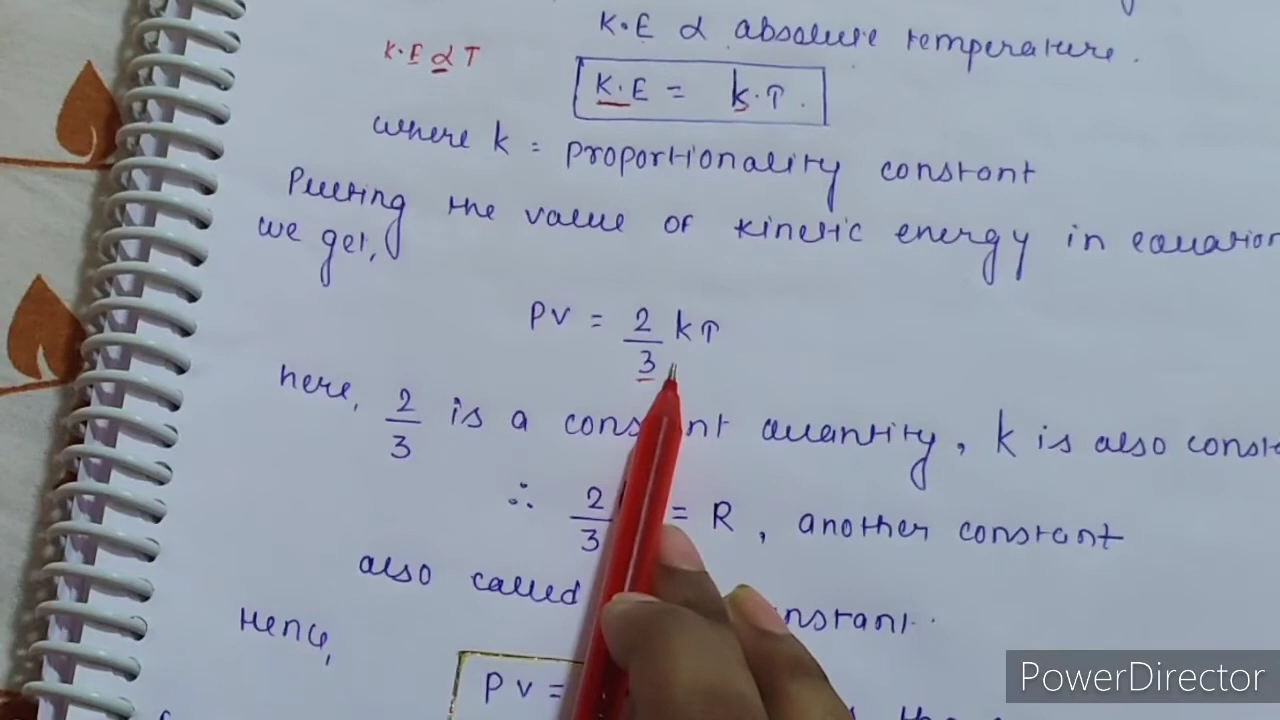 K.E α absolute temperature.
K.E α T
K.E = k.T.
where k = proportionality constant
Putting the value of kinetic energy in equation
we get,
PV = 2/3 kT
here, 2/3 is a constant quantity, k is also
∴ 2/3 = R, another constant
also called
Hence,
PV =
PowerDirector